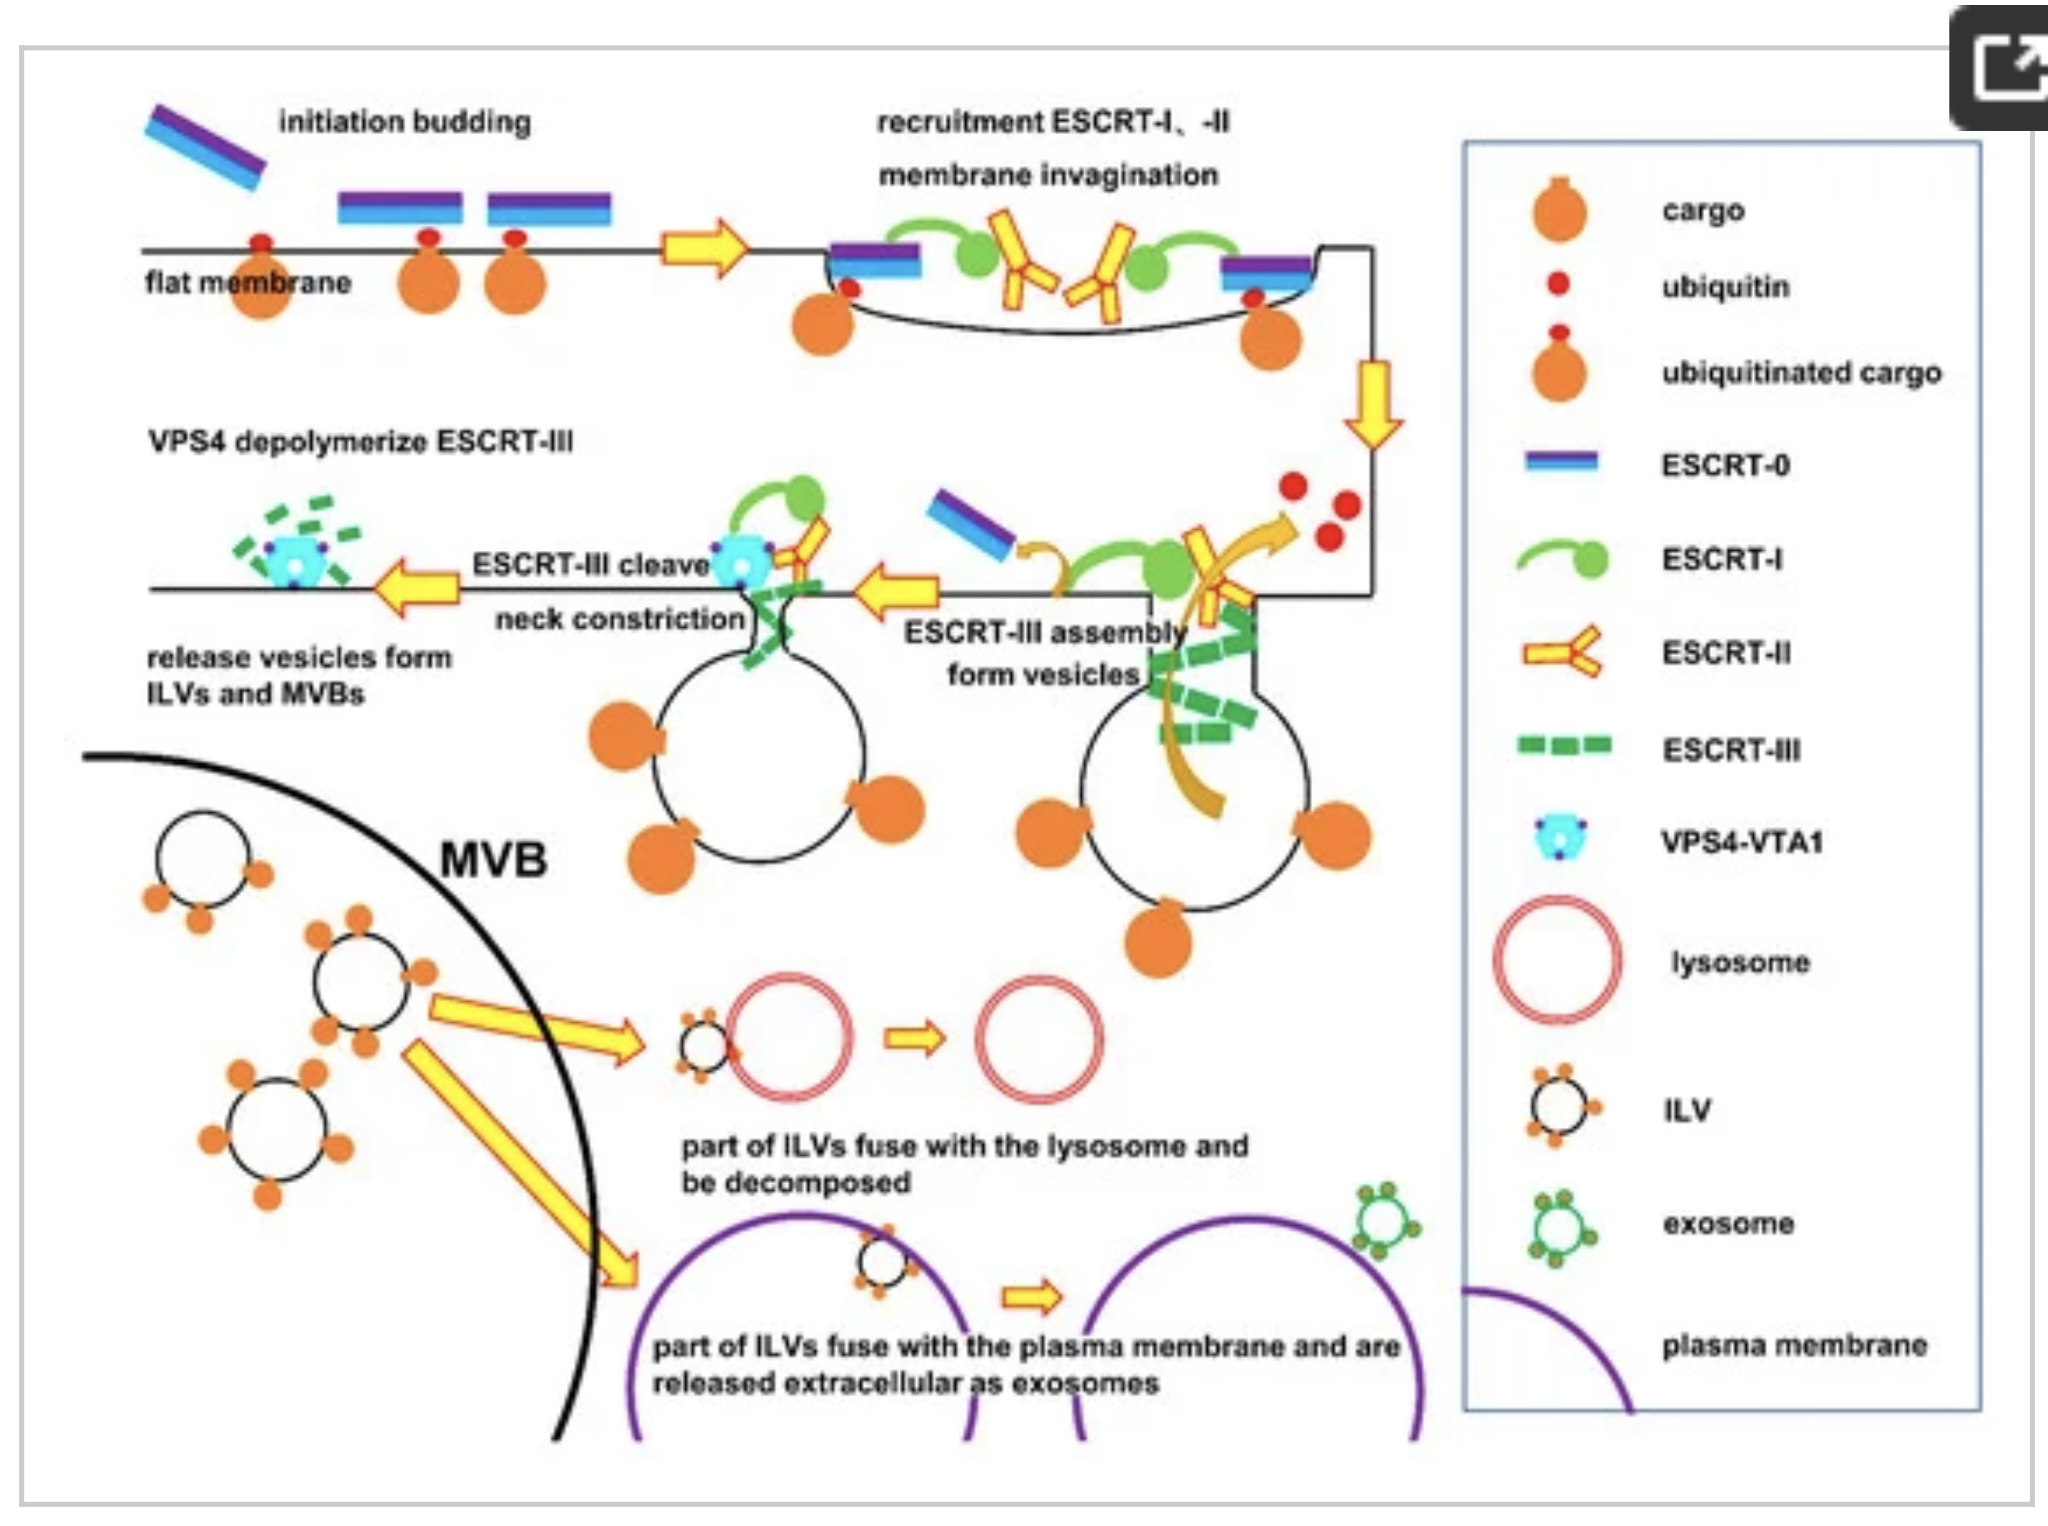 initiation budding
recruitment ESCRT-I、-II
membrane invagination
flat membrane
VPS4 depolymerize ESCRT-III
ESCRT-III cleave
neck constriction
ESCRT-III assembly
form vesicles
release vesicles form
ILVs and MVBs
MVB
part of ILVs fuse with the lysosome and
be decomposed
part of ILVs fuse with the plasma membrane and are
released extracellular as exosomes
cargo
ubiquitin
ubiquitinated cargo
ESCRT-0
ESCRT-I
ESCRT-II
ESCRT-III
VPS4-VTA1
lysosome
ILV
exosome
plasma membrane